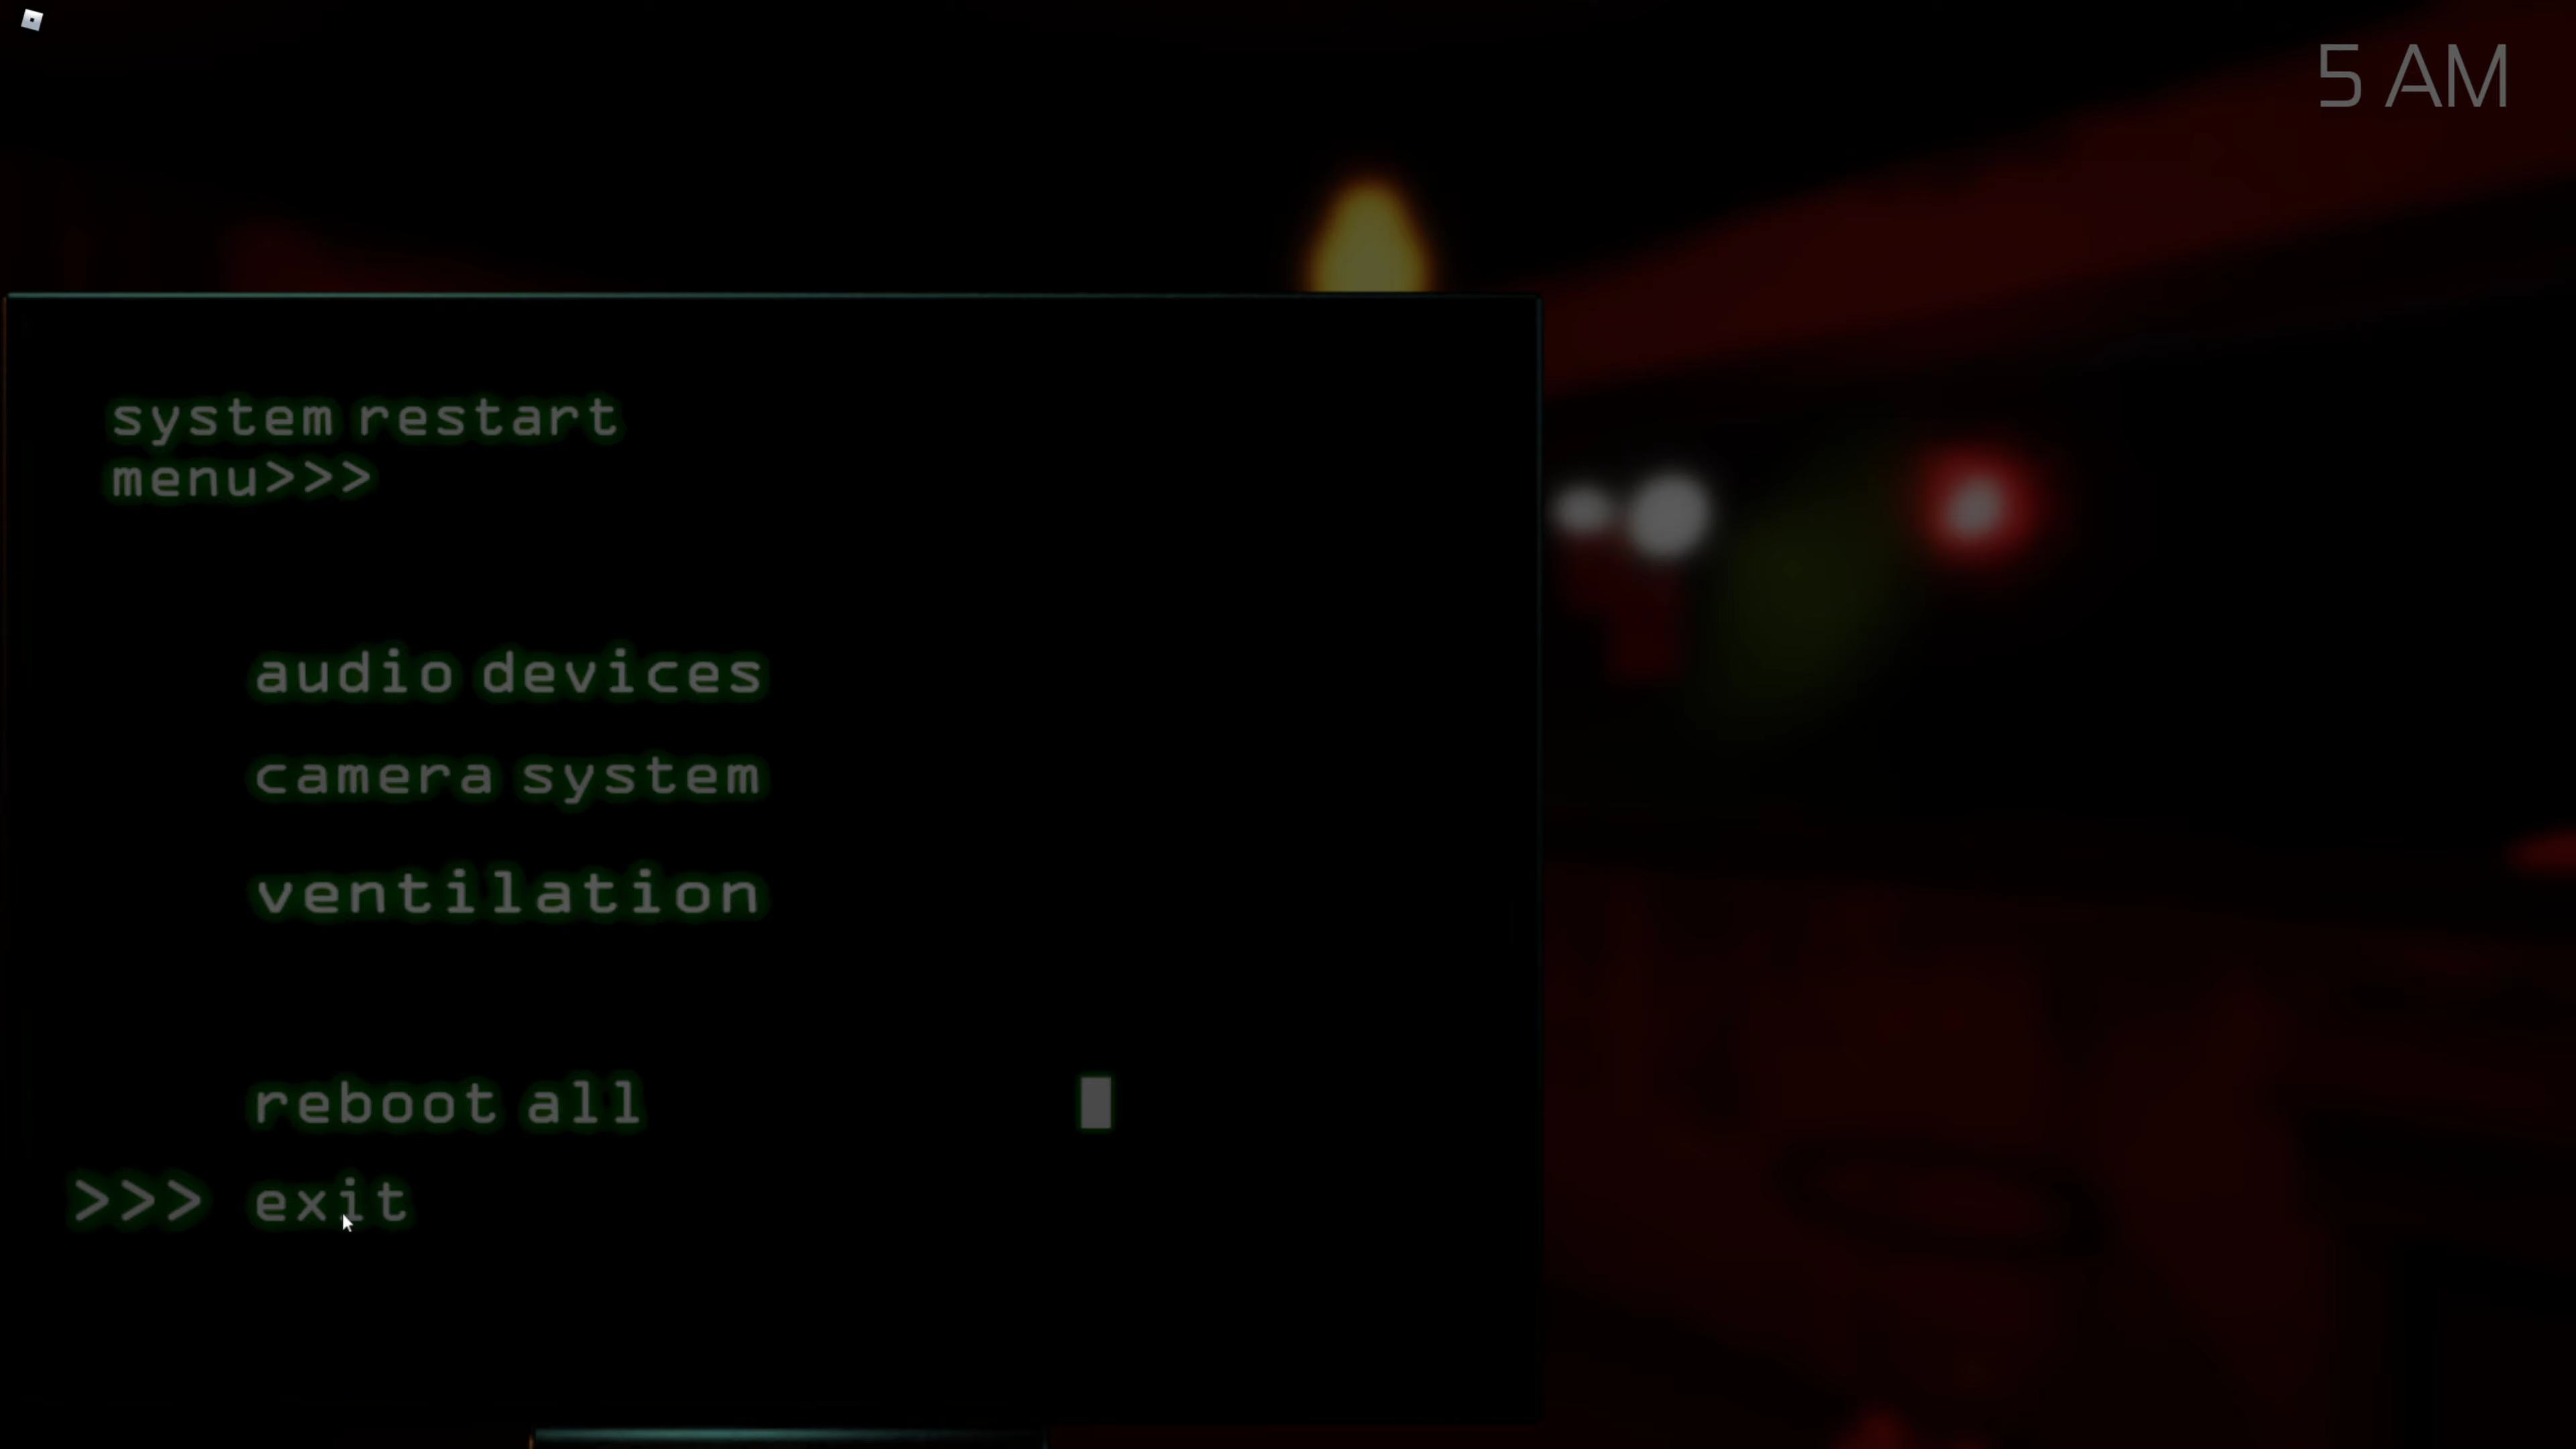 5 AM
system restart
menu>>>
audio devices
camera system
ventilation
reboot all
>>> exit